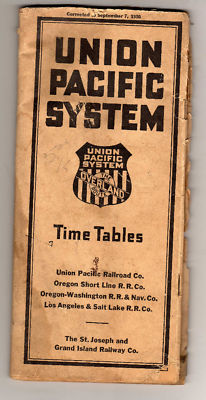 Corrected to September 7, 1930
UNION
PACIFIC
SYSTEM
UNION
PACIFIC
SYSTEM
OVERLAND
Time Tables
Union Pacific Railroad Co.
Oregon Short Line R.R. Co.
Oregon-Washington R.R. & Nav. Co.
Los Angeles & Salt Lake R.R. Co.
The St. Joseph and
Grand Island Railway Co.